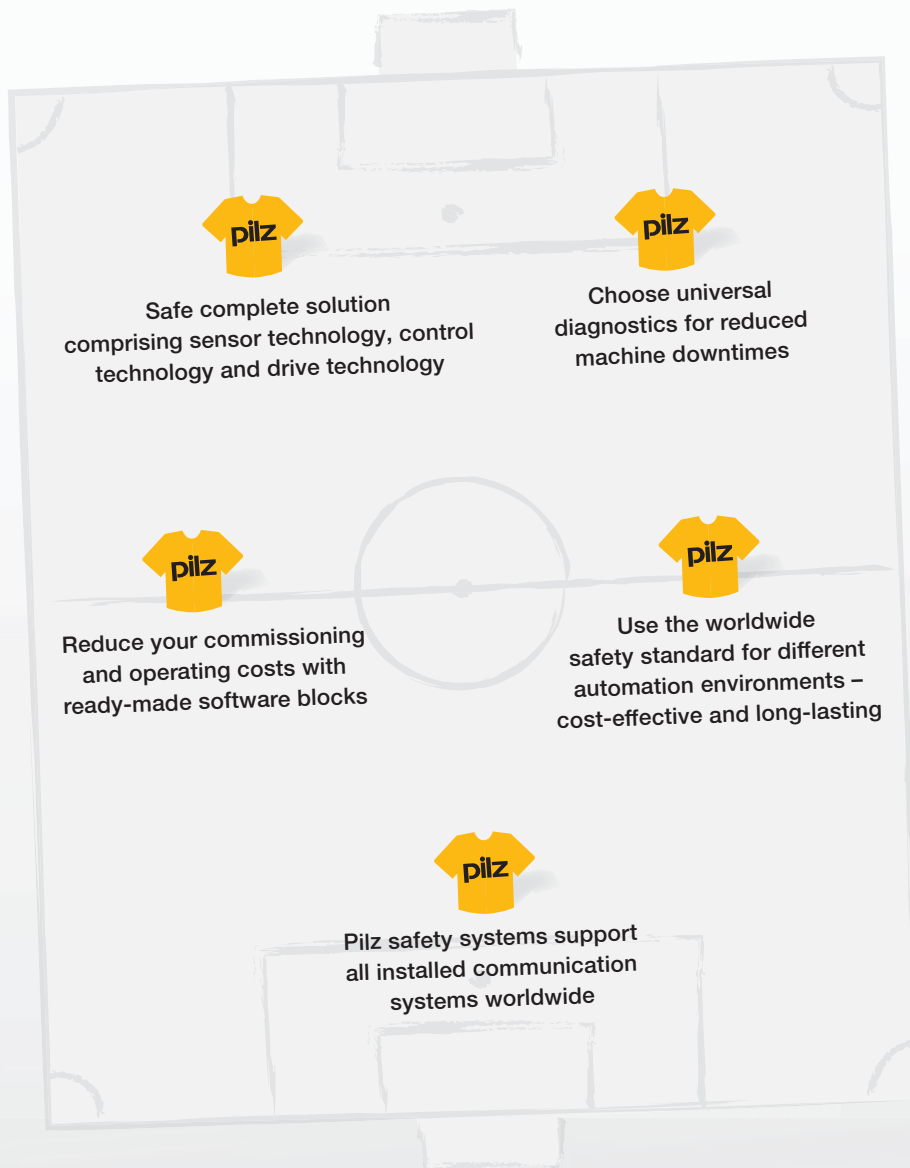 pilz
Safe complete solution
comprising sensor technology, control
technology and drive technology
pilz
Choose universal
diagnostics for reduced
machine downtimes
pilz
Reduce your commissioning
and operating costs with
ready-made software blocks
pilz
Use the worldwide
safety standard for different
automation environments –
cost-effective and long-lasting
pilz
Pilz safety systems support
all installed communication
systems worldwide